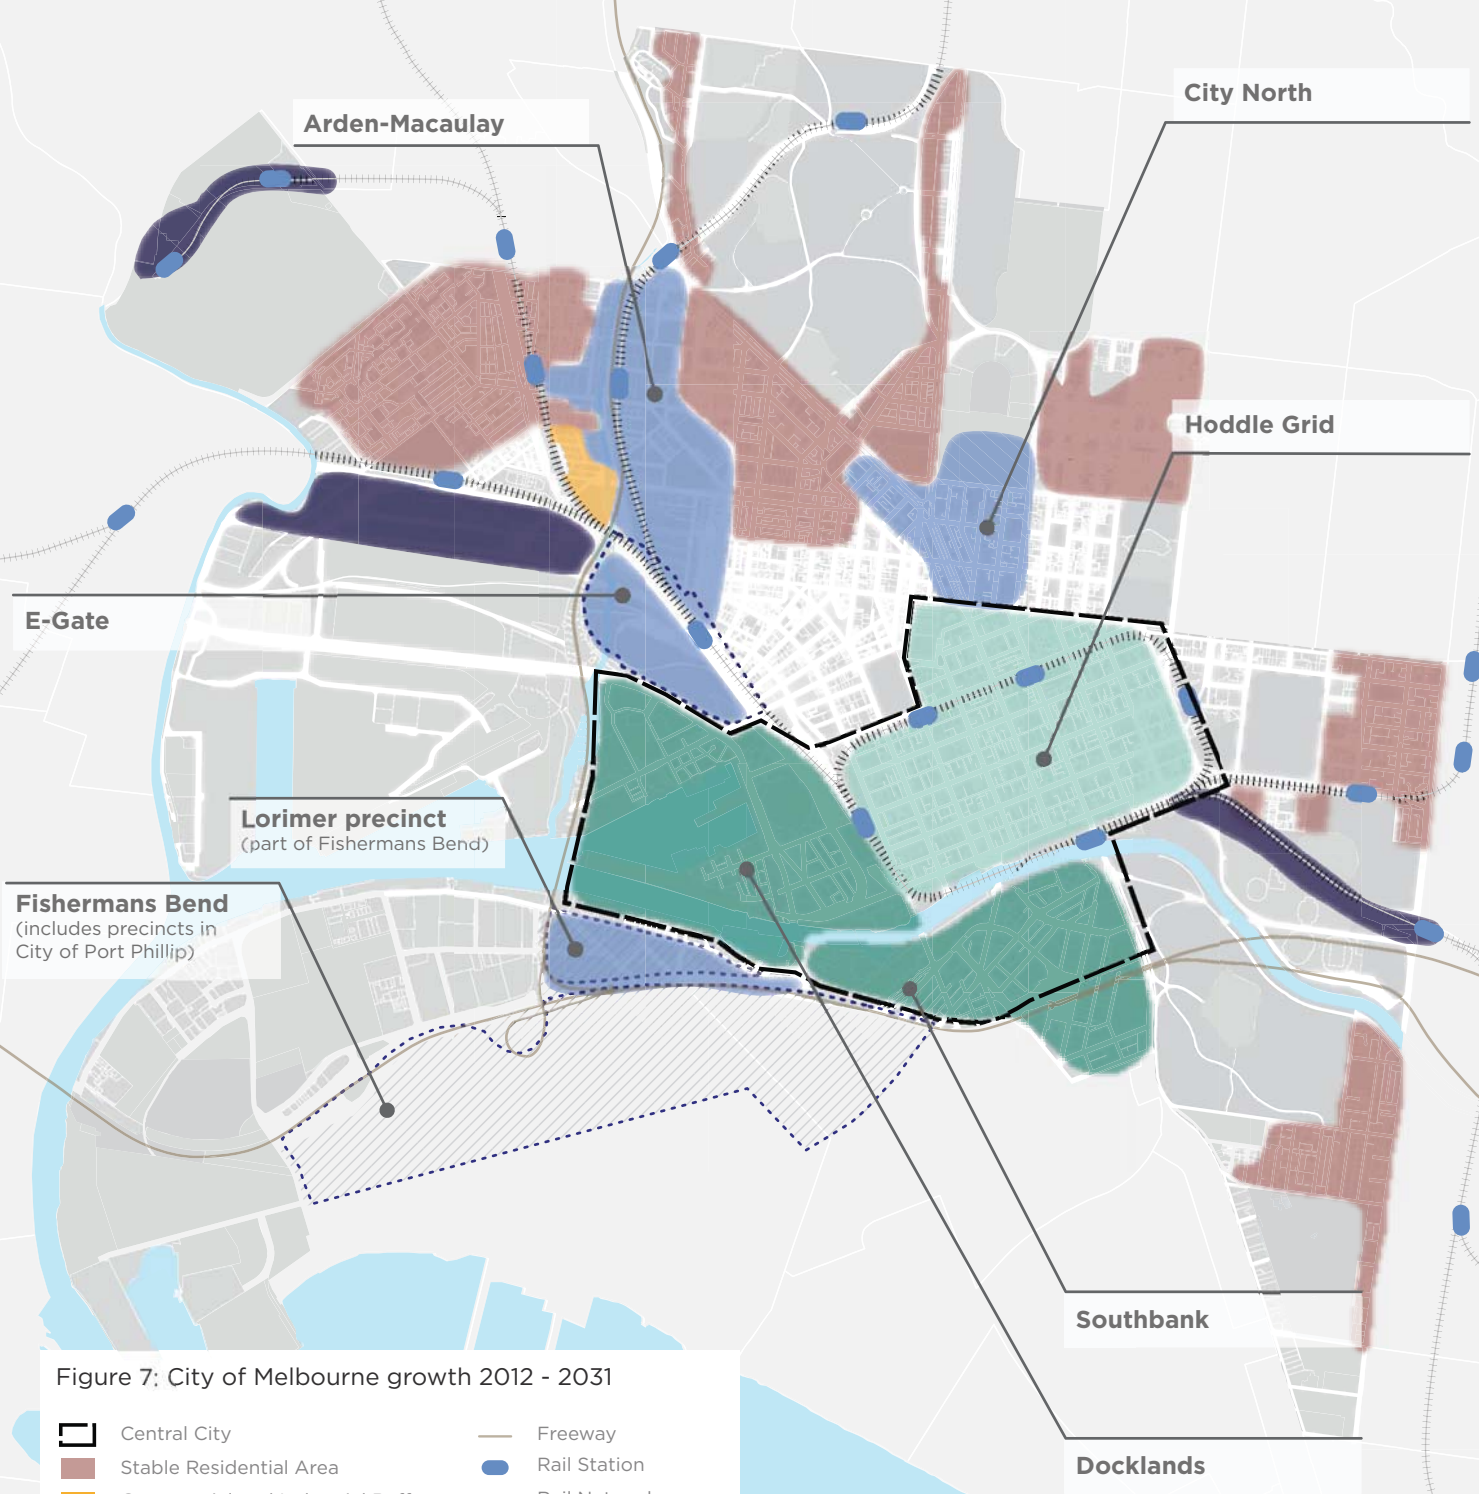 City North
Arden-Macaulay
Hoddle Grid
E-Gate
Lorimer precinct
(part of Fishermans Bend)
Fishermans Bend
(includes precincts in
City of Port Phillip)
Southbank
Docklands
Figure 7: City of Melbourne growth 2012 - 2031
Central City
Stable Residential Area
Freeway
Rail Station